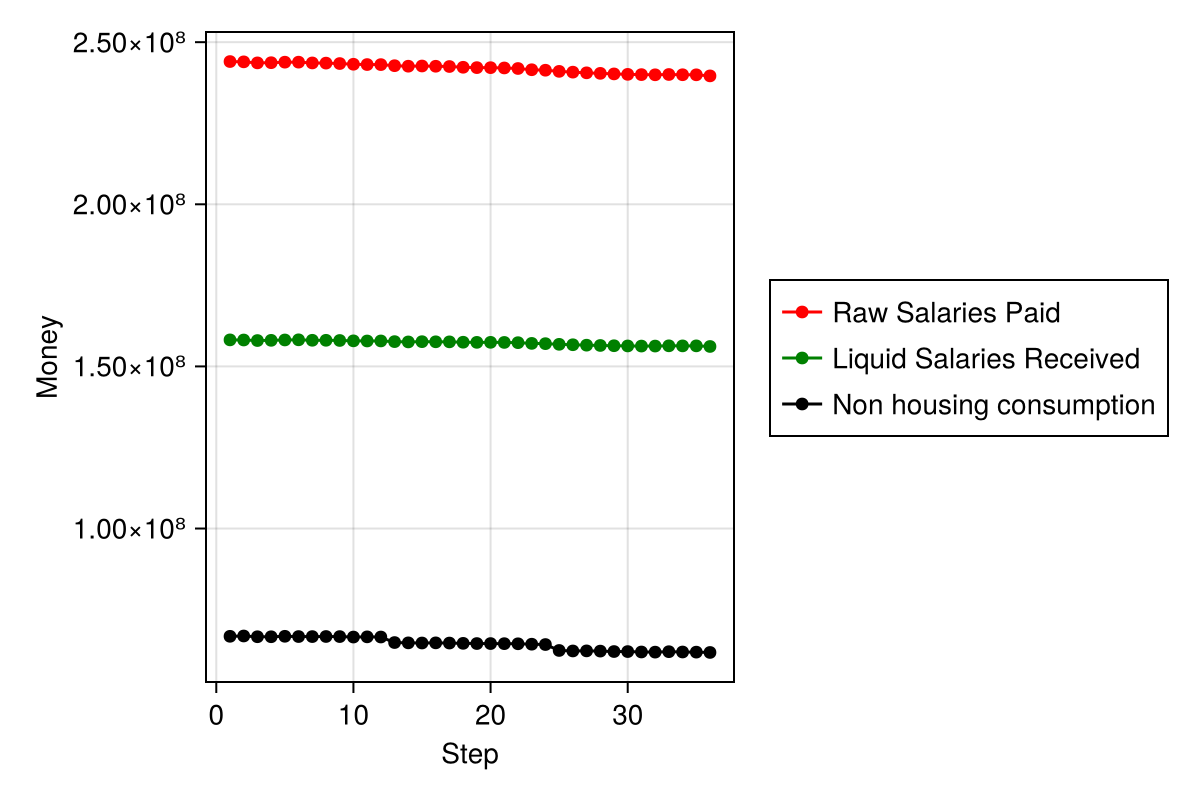 2.50×10⁸
2.00×10⁸
1.50×10⁸
1.00×10⁸
Money
0 10 20 30
Step
Raw Salaries Paid
Liquid Salaries Received
Non housing consumption